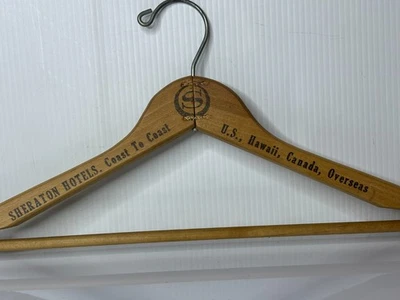 S
SHERATON HOTELS. Coast To Coast
U.S., Hawaii, Canada, Overseas